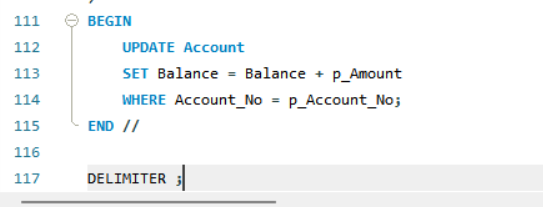 111 BEGIN
112 UPDATE Account
113 SET Balance = Balance + p_Amount
114 WHERE Account_No = p_Account_No;
115 END //
116
117 DELIMITER ;